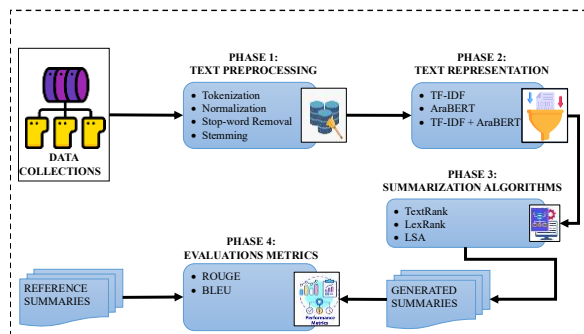 DATA
COLLECTIONS
PHASE 1:
TEXT PREPROCESSING
Tokenization
Normalization
Stop-word Removal
Stemming
PHASE 2:
TEXT REPRESENTATION
TF-IDF
AraBERT
TF-IDF + AraBERT
PHASE 3:
SUMMARIZATION ALGORITHMS
TextRank
LexRank
LSA
PHASE 4:
EVALUATIONS METRICS
ROUGE
BLEU
Performance
Metrics
REFERENCE
SUMMARIES
GENERATED
SUMMARIES